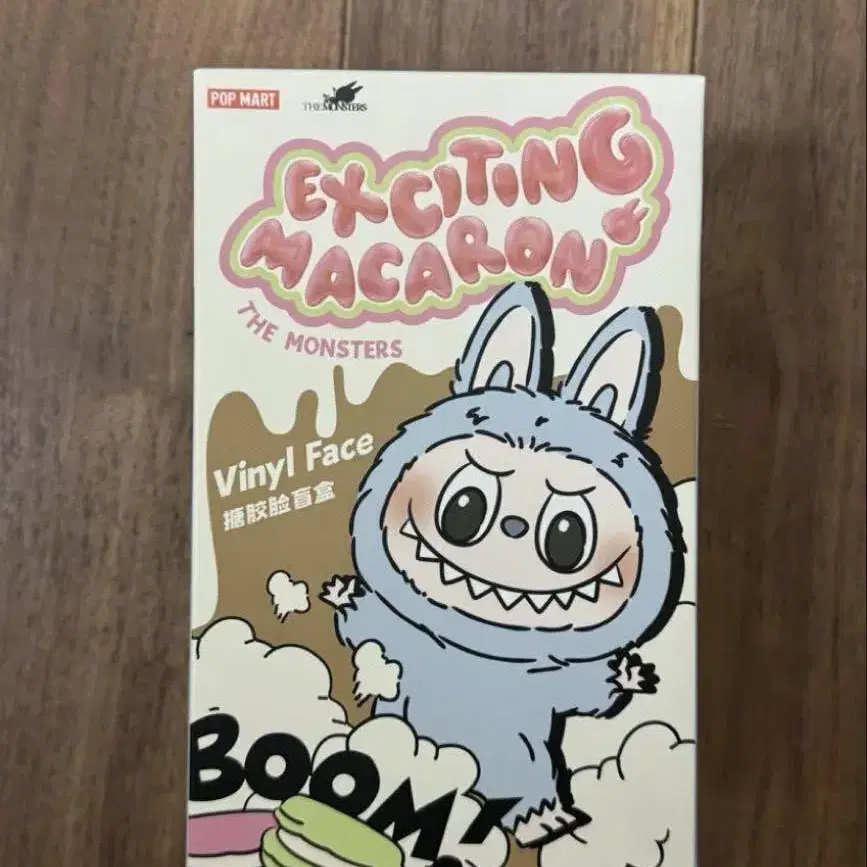 POP MART
THE MONSTERS
EXCITING
MACARON
THE MONSTERS
Vinyl Face
搪胶脸盲盒
BOOM!